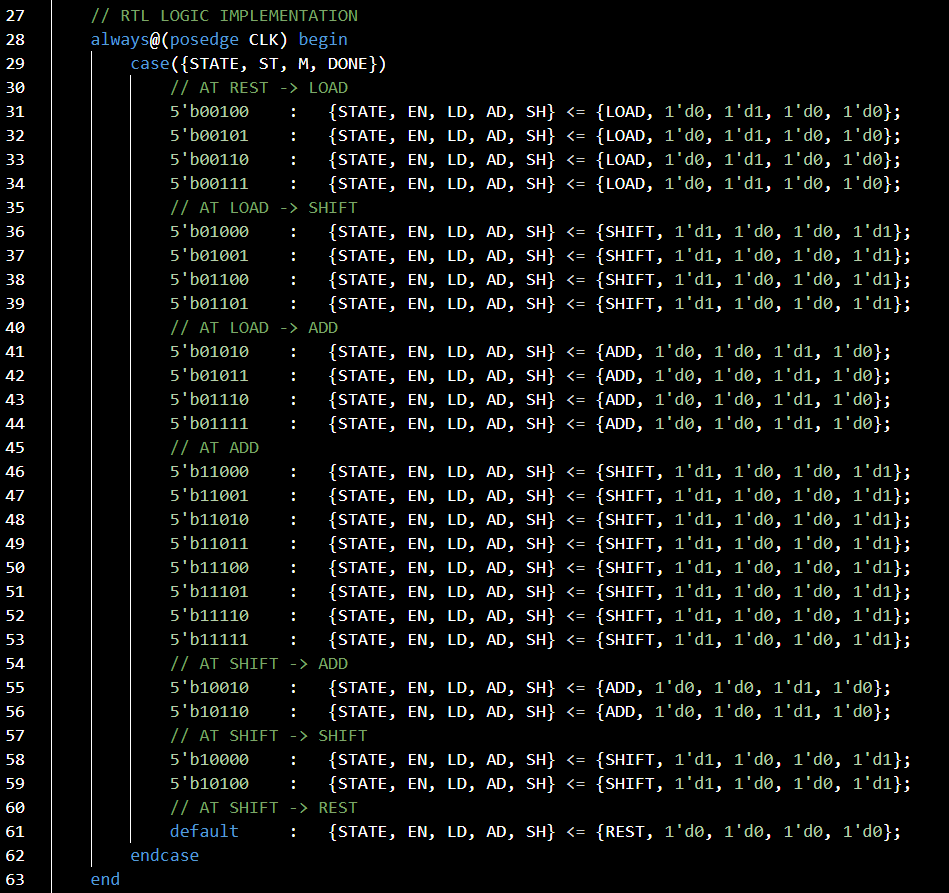 27 // RTL LOGIC IMPLEMENTATION
28 always@(posedge CLK) begin
29 case({STATE, ST, M, DONE})
30 // AT REST -> LOAD
31 5'b00100 : {STATE, EN, LD, AD, SH} <= {LOAD, 1'd0, 1'd1, 1'd0, 1'd0};
32 5'b00101 : {STATE, EN, LD, AD, SH} <= {LOAD, 1'd0, 1'd1, 1'd0, 1'd0};
33 5'b00110 : {STATE, EN, LD, AD, SH} <= {LOAD, 1'd0, 1'd1, 1'd0, 1'd0};
34 5'b00111 : {STATE, EN, LD, AD, SH} <= {LOAD, 1'd0, 1'd1, 1'd0, 1'd0};
35 // AT LOAD -> SHIFT
36 5'b01000 : {STATE, EN, LD, AD, SH} <= {SHIFT, 1'd1, 1'd0, 1'd0, 1'd1};
37 5'b01001 : {STATE, EN, LD, AD, SH} <= {SHIFT, 1'd1, 1'd0, 1'd0, 1'd1};
38 5'b01100 : {STATE, EN, LD, AD, SH} <= {SHIFT, 1'd1, 1'd0, 1'd0, 1'd1};
39 5'b01101 : {STATE, EN, LD, AD, SH} <= {SHIFT, 1'd1, 1'd0, 1'd0, 1'd1};
40 // AT LOAD -> ADD
41 5'b01010 : {STATE, EN, LD, AD, SH} <= {ADD, 1'd0, 1'd0, 1'd1, 1'd0};
42 5'b01011 : {STATE, EN, LD, AD, SH} <= {ADD, 1'd0, 1'd0, 1'd1, 1'd0};
43 5'b01110 : {STATE, EN, LD, AD, SH} <= {ADD, 1'd0, 1'd0, 1'd1, 1'd0};
44 5'b01111 : {STATE, EN, LD, AD, SH} <= {ADD, 1'd0, 1'd0, 1'd1, 1'd0};
45 // AT ADD
46 5'b11000 : {STATE, EN, LD, AD, SH} <= {SHIFT, 1'd1, 1'd0, 1'd0, 1'd1};
47 5'b11001 : {STATE, EN, LD, AD, SH} <= {SHIFT, 1'd1, 1'd0, 1'd0, 1'd1};
48 5'b11010 : {STATE, EN, LD, AD, SH} <= {SHIFT, 1'd1, 1'd0, 1'd0, 1'd1};
49 5'b11011 : {STATE, EN, LD, AD, SH} <= {SHIFT, 1'd1, 1'd0, 1'd0, 1'd1};
50 5'b11100 : {STATE, EN, LD, AD, SH} <= {SHIFT, 1'd1, 1'd0, 1'd0, 1'd1};
51 5'b11101 : {STATE, EN, LD, AD, SH} <= {SHIFT, 1'd1, 1'd0, 1'd0, 1'd1};
52 5'b11110 : {STATE, EN, LD, AD, SH} <= {SHIFT, 1'd1, 1'd0, 1'd0, 1'd1};
53 5'b11111 : {STATE, EN, LD, AD, SH} <= {SHIFT, 1'd1, 1'd0, 1'd0, 1'd1};
54 // AT SHIFT -> ADD
55 5'b10010 : {STATE, EN, LD, AD, SH} <= {ADD, 1'd0, 1'd0, 1'd1, 1'd0};
56 5'b10110 : {STATE, EN, LD, AD, SH} <= {ADD, 1'd0, 1'd0, 1'd1, 1'd0};
57 // AT SHIFT -> SHIFT
58 5'b10000 : {STATE, EN, LD, AD, SH} <= {SHIFT, 1'd1, 1'd0, 1'd0, 1'd1};
59 5'b10100 : {STATE, EN, LD, AD, SH} <= {SHIFT, 1'd1, 1'd0, 1'd0, 1'd1};
60 // AT SHIFT -> REST
61 default : {STATE, EN, LD, AD, SH} <= {REST, 1'd0, 1'd0, 1'd0, 1'd0};
62 endcase
63 end